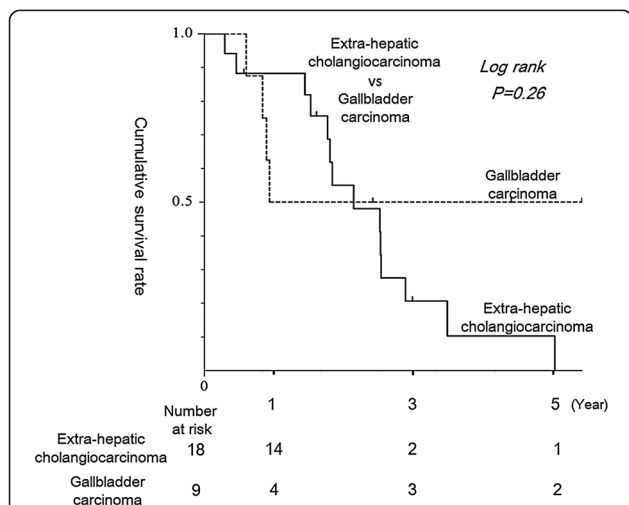 1.0
Extra-hepatic
cholangiocarcinoma
vs
Gallbladder
carcinoma
Log rank
P=0.26
Cumulative survival rate
Gallbladder
carcinoma
0.5
Extra-hepatic
cholangiocarcinoma
0
1 3 5 (Year)
Number
at risk
Extra-hepatic
cholangiocarcinoma 18 14 2 1
Gallbladder
carcinoma 9 4 3 2